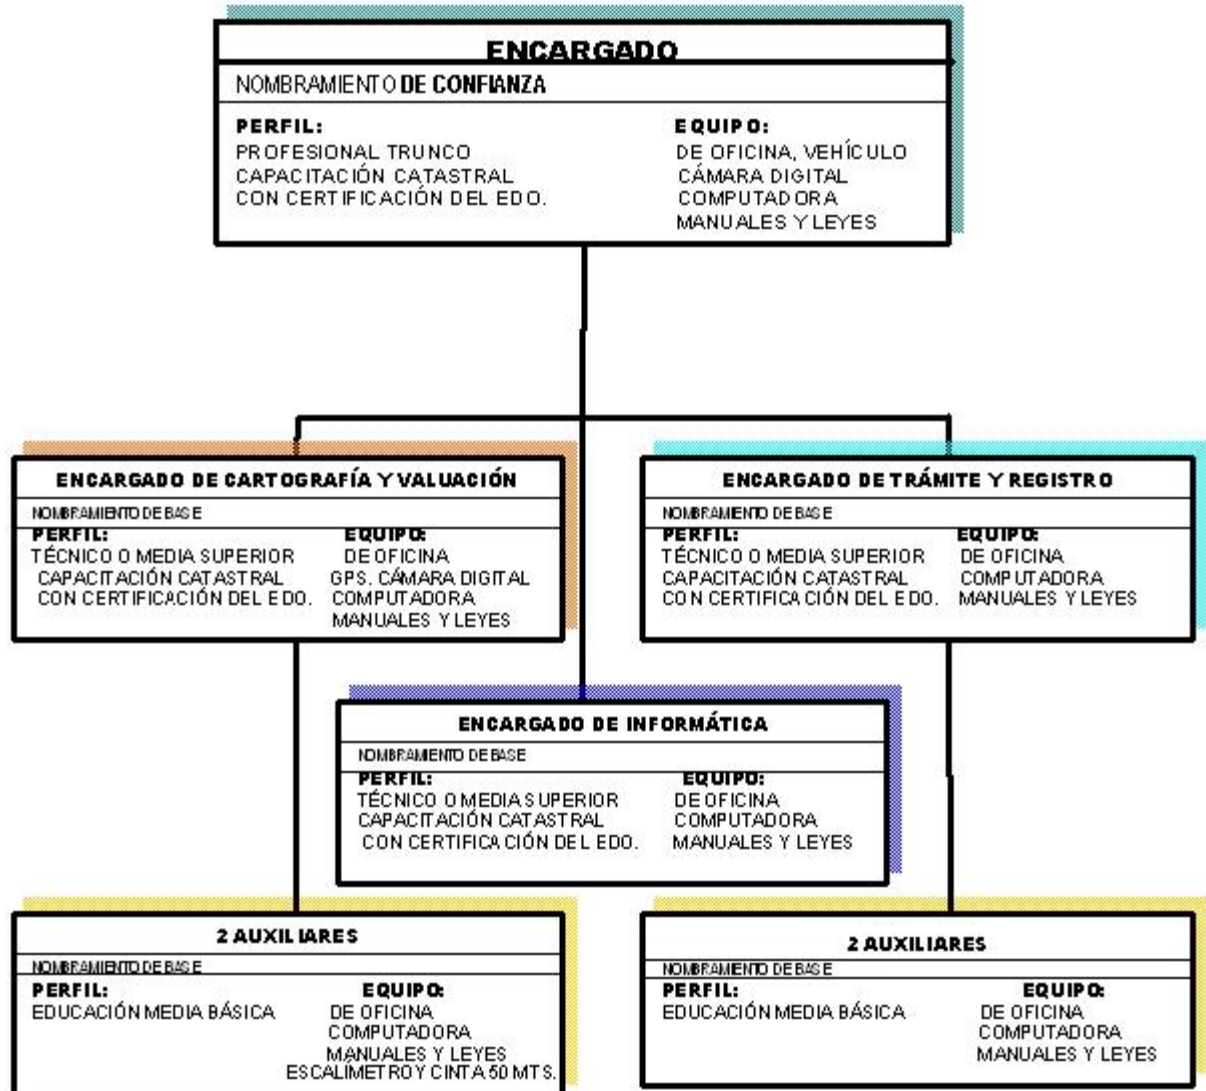 ENCARGADO
NOMBRAMIENTO DE CONFIANZA
PERFIL:
PROFESIONAL TRUNCO
CAPACITACIÓN CATASTRAL
CON CERTIFICACIÓN DEL EDO.
EQUIPO:
DE OFICINA, VEHÍCULO
CÁMARA DIGITAL
COMPUTADORA
MANUALES Y LEYES
ENCARGADO DE CARTOGRAFÍA Y VALUACIÓN
NOMBRAMIENTO DE BASE
PERFIL:
TÉCNICO O MEDIA SUPERIOR
CAPACITACIÓN CATASTRAL
CON CERTIFICACIÓN DEL EDO.
EQUIPO:
DE OFICINA
GPS. CÁMARA DIGITAL
COMPUTADORA
MANUALES Y LEYES
ENCARGADO DE TRÁMITE Y REGISTRO
NOMBRAMIENTO DE BASE
PERFIL:
TÉCNICO O MEDIA SUPERIOR
CAPACITACIÓN CATASTRAL
CON CERTIFICACIÓN DEL EDO.
EQUIPO:
DE OFICINA
COMPUTADORA
MANUALES Y LEYES
ENCARGADO DE INFORMÁTICA
NOMBRAMIENTO DE BASE
PERFIL:
TÉCNICO O MEDIA SUPERIOR
CAPACITACIÓN CATASTRAL
CON CERTIFICACIÓN DEL EDO.
EQUIPO:
DE OFICINA
COMPUTADORA
MANUALES Y LEYES
2 AUXILIARES
NOMBRAMIENTO DE BASE
PERFIL:
EDUCACIÓN MEDIA BÁSICA
EQUIPO:
DE OFICINA
COMPUTADORA
MANUALES Y LEYES
ESCALÍMETRO Y CINTA 50 MTS.
2 AUXILIARES
NOMBRAMIENTO DE BASE
PERFIL:
EDUCACIÓN MEDIA BÁSICA
EQUIPO:
DE OFICINA
COMPUTADORA
MANUALES Y LEYES